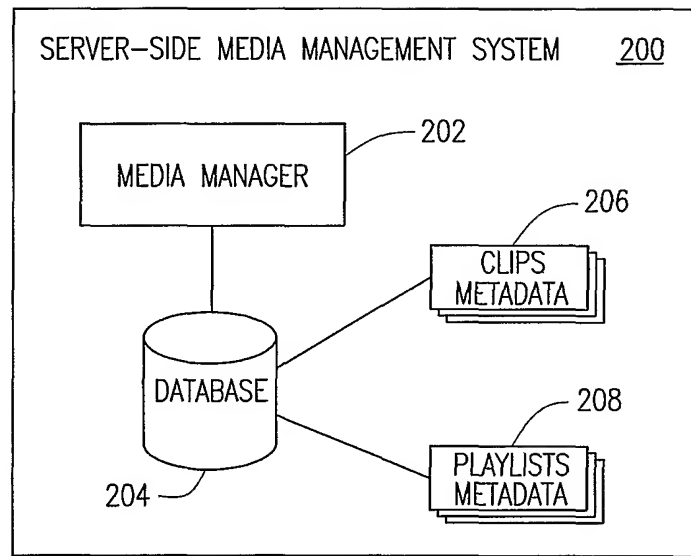 SERVER-SIDE MEDIA MANAGEMENT SYSTEM 200
202
MEDIA MANAGER
206
CLIPS
METADATA
DATABASE
208
204
PLAYLISTS
METADATA